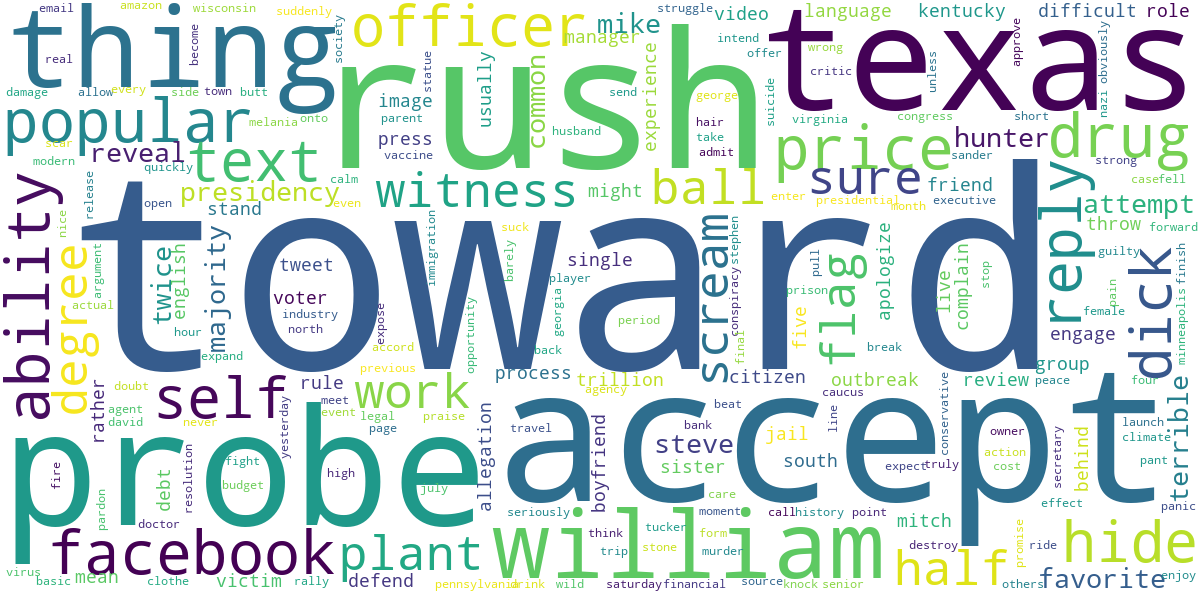 email amazon wisconsin suddenly
struggle
thing
officer
mike
video
language
kentucky
difficult
role
texas
rush
real
become
society
manager
intend
offer
wrong
critic
approve
damage
allow
every
side
town
butt
statue
usually
common
experience
send
george
suicide
unless
nazi
obviously
popular
scar
melania
onto
image
parent
husband
hair
take
admit
virginia
congress
short
drug
modern
reveal
quickly
text
press
vaccine
price
hunter
sander
strong
casefell
calm
presidency
even
witness
might
ball
sure
friend
executive
enter
presidential
month
reply
attempt
throw
forward
ability
degree
nice
release
open
stand
argument
actual
twice
english
majority
hour
expand
toward
tweet
voter
industry
north
expose
immigration
suck
barely
opportunity
accord
previous
single
player
georgia
period
back
scream
stephen
conspiracy
final
pull
prison
five
flag
apologize
break
live
complain
stop
guilty
pain
female
engage
dick
finish
minneapolis
group
peace
four
process
trillion
agency
citizen
caucus
outbreak
review
rather
doubt
agent
david
never
self
rule
meet
event
legal
page
work
praise
travel
boyfriend
beat
bank
line
conservative
owner
action
cost
secretary
behind
launch
climate
pant
terrible
probe
accept
fire
fight
budget
debt
resolution
yesterday
high
july
allegation
steve
sister
jail
south
expect
truly
pardon
doctor
seriously
care
moment
call
history
point
effect
panic
facebook
plant
william
think
tucker
form
trip
stone
murder
mitch
destroy
promise
ride
hide
virus
basic
mean
clothe
victim
rally
defend
pennsylvania
drink
wild
saturday
financial
source
knock
senior
half
others
favorite
enjoy